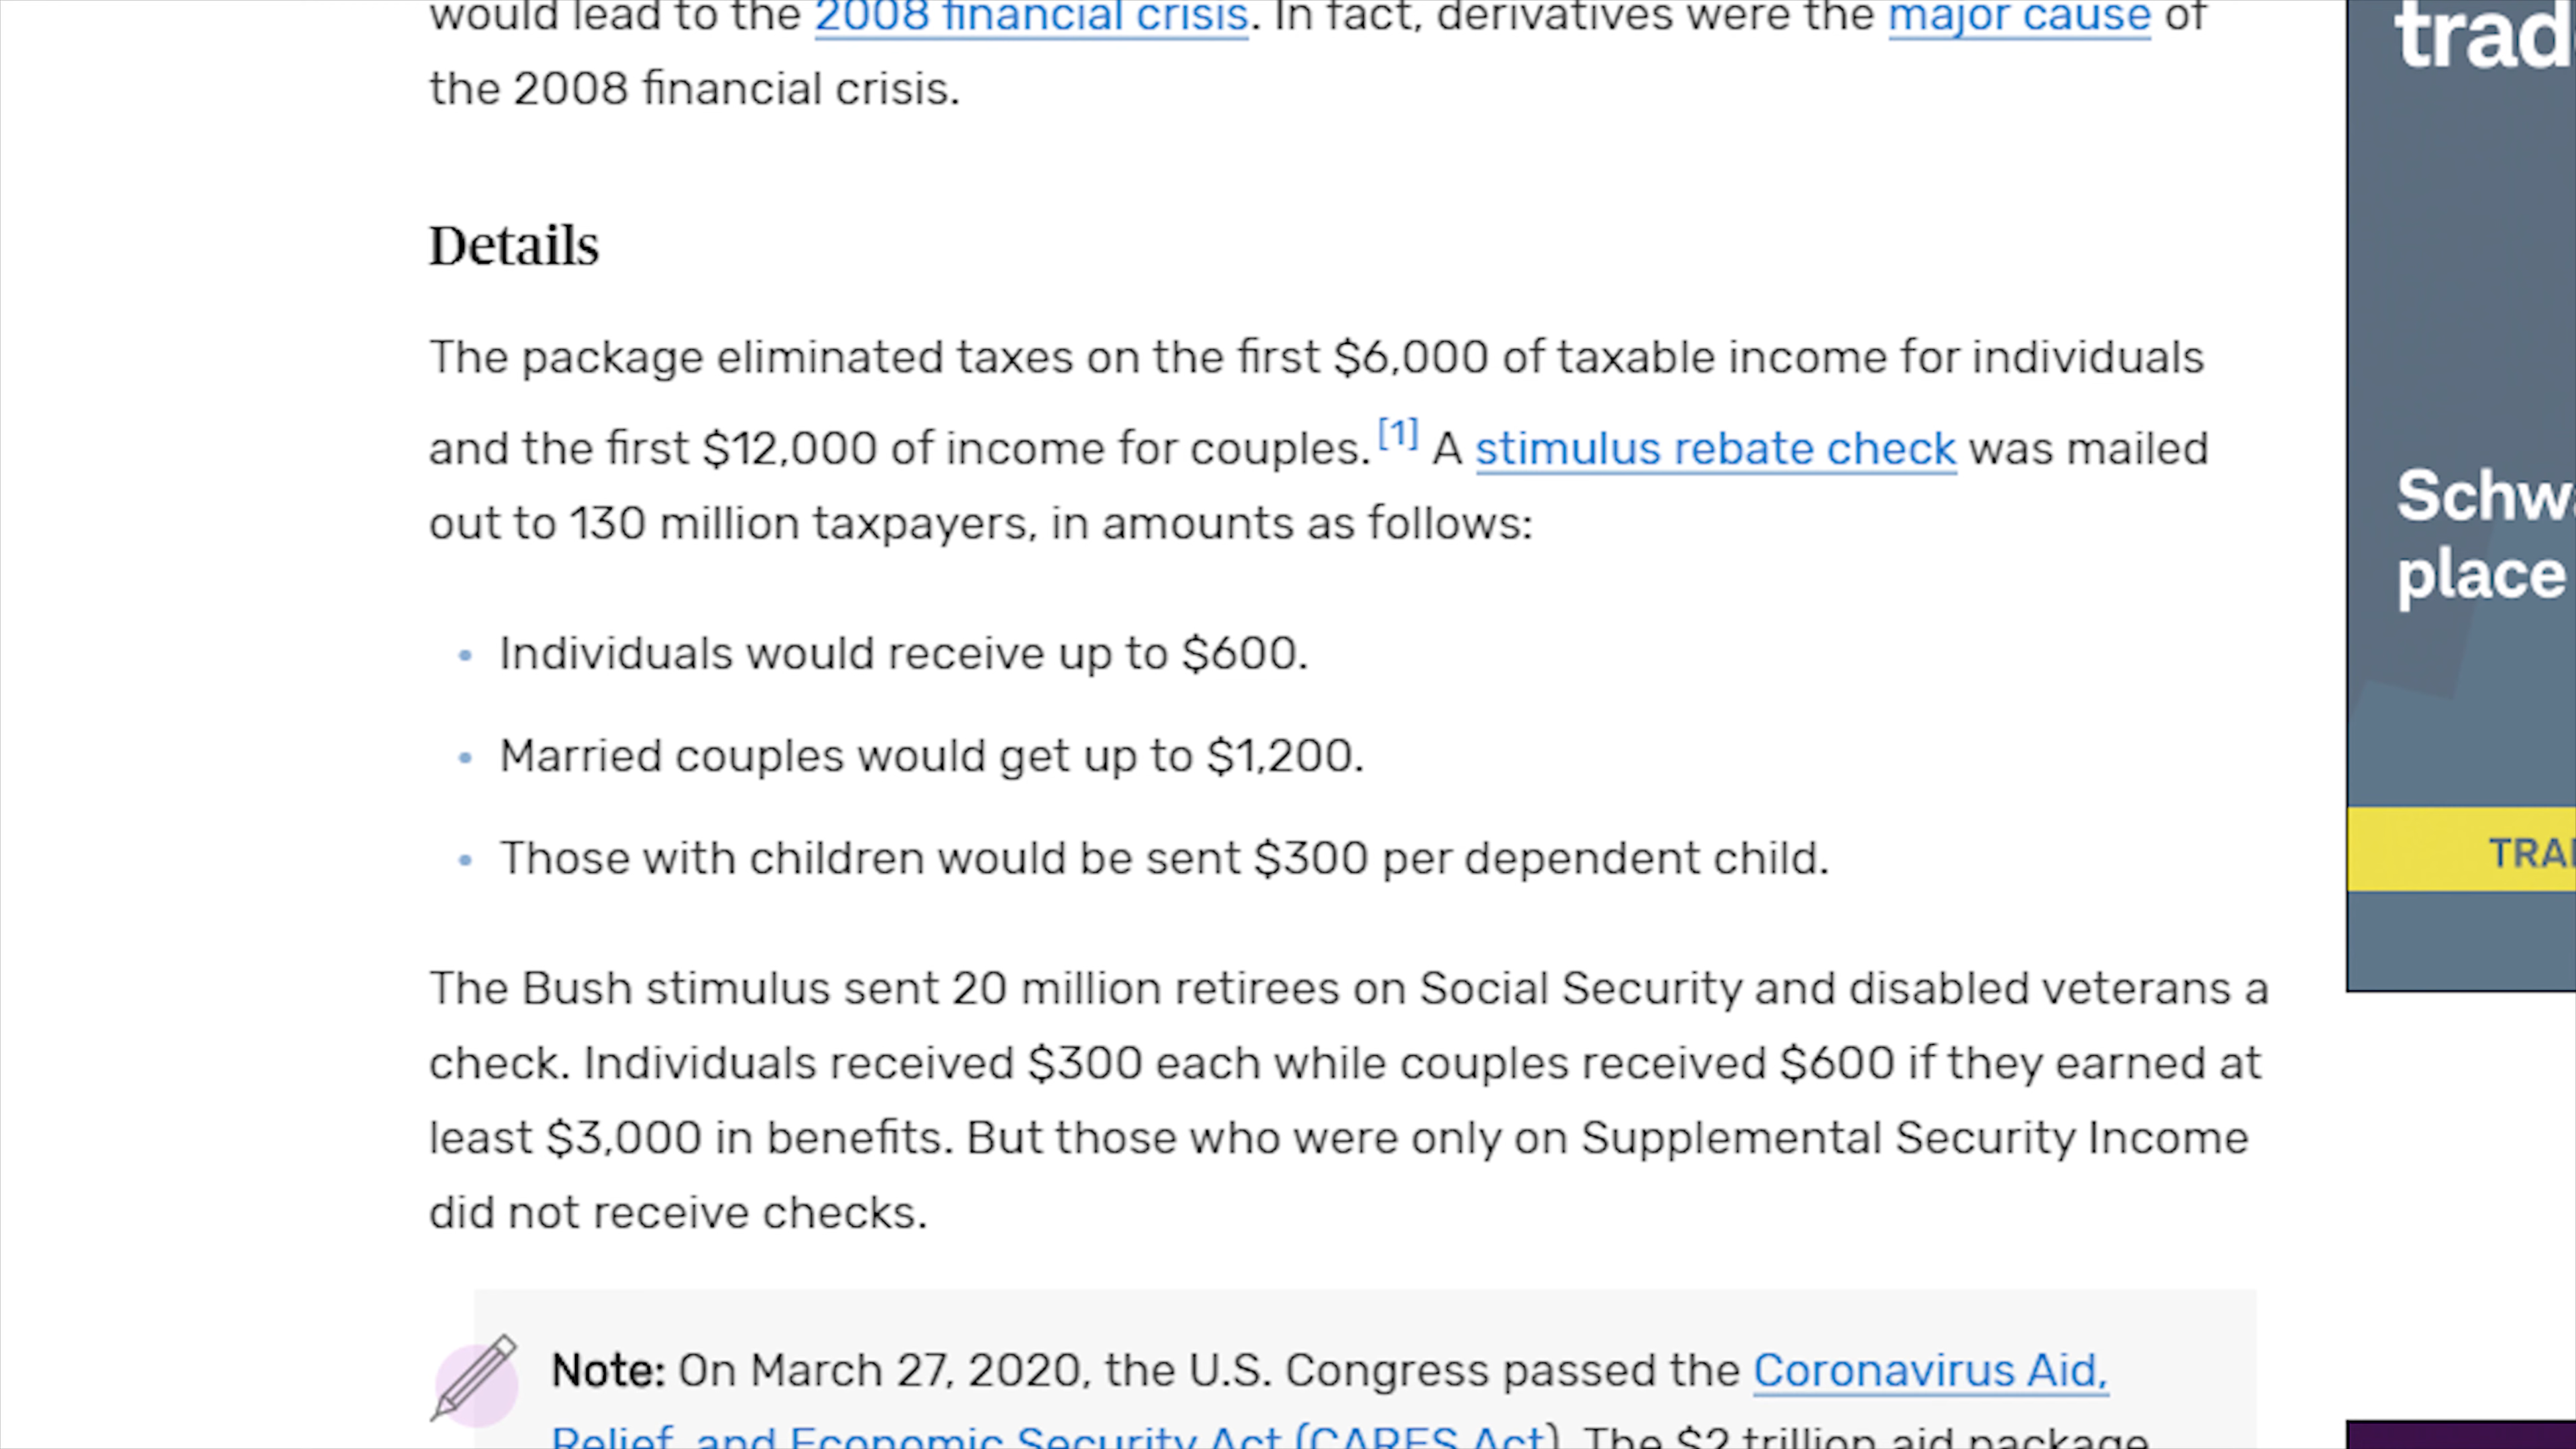 would lead to the 2008 financial crisis. In fact, derivatives were the major cause of
the 2008 financial crisis.
Details
The package eliminated taxes on the first $6,000 of taxable income for individuals
and the first $12,000 of income for couples.[1] A stimulus rebate check was mailed
out to 130 million taxpayers, in amounts as follows:
• Individuals would receive up to $600.
• Married couples would get up to $1,200.
• Those with children would be sent $300 per dependent child.
The Bush stimulus sent 20 million retirees on Social Security and disabled veterans a
check. Individuals received $300 each while couples received $600 if they earned at
least $3,000 in benefits. But those who were only on Supplemental Security Income
did not receive checks.
Note: On March 27, 2020, the U.S. Congress passed the Coronavirus Aid,
Relief, and Economic Security Act (CARES Act). The $2 trillion aid package
trad
Schw
place
TRA